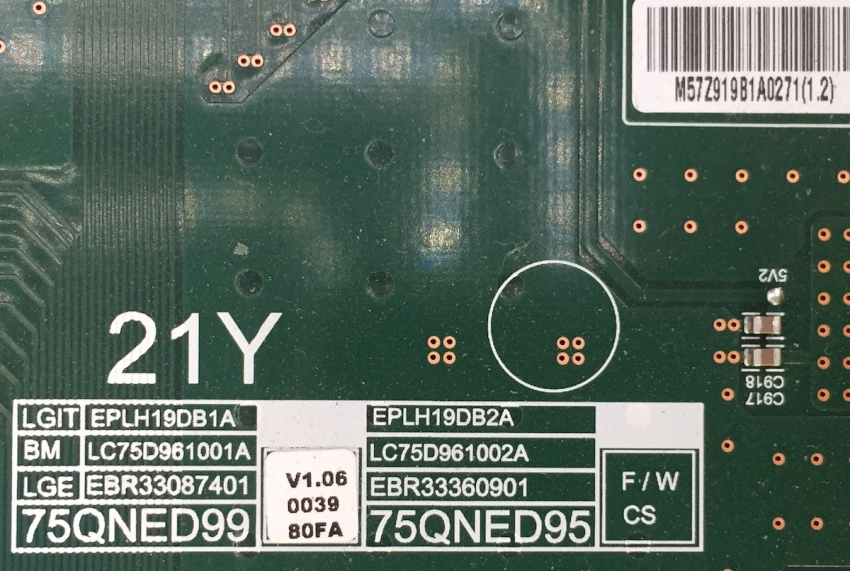 M57Z919B1A0271(1.2)
5V2
C918
C917
21Y
LGIT EPLH19DB1A EPLH19DB2A
BM LC75D961001A LC75D961002A
LGE EBR33087401 EBR33360901
75QNED99 75QNED95
V1.06
0039
80FA
F/W
CS